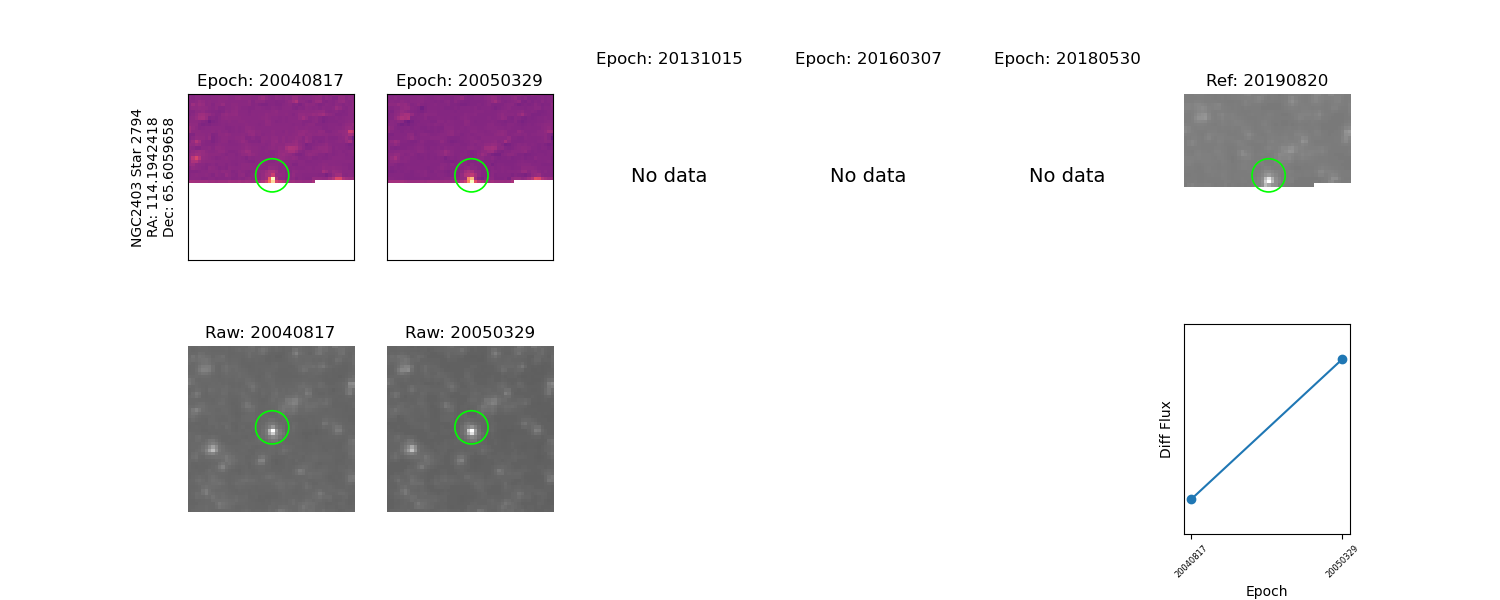 Epoch: 20040817
Epoch: 20050329
Epoch: 20131015
Epoch: 20160307
Epoch: 20180530
Ref: 20190820
NGC2403 Star 2794
RA: 114.1942418
Dec: 65.6059658
No data
No data
No data
Raw: 20040817
Raw: 20050329
Diff Flux
20040817
20050329
Epoch